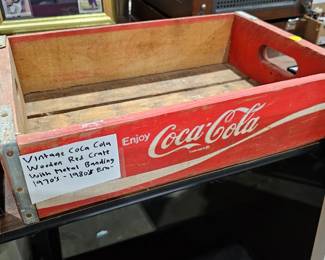 Enjoy
Coca-Cola
Vintage Coca Cola
Wooden Red Crate
With Metal Banding
1970's - 1980's Era.